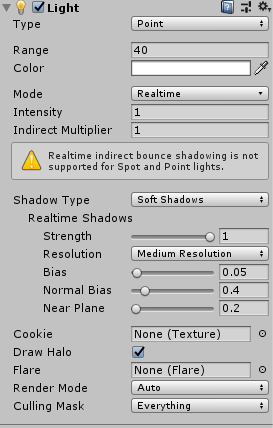 Light
Type Point
Range 40
Color
Mode Realtime
Intensity 1
Indirect Multiplier 1
Realtime indirect bounce shadowing is not
supported for Spot and Point lights.
Shadow Type Soft Shadows
Realtime Shadows
Strength 1
Resolution Medium Resolution
Bias 0.05
Normal Bias 0.4
Near Plane 0.2
Cookie None (Texture)
Draw Halo
Flare None (Flare)
Render Mode Auto
Culling Mask Everything